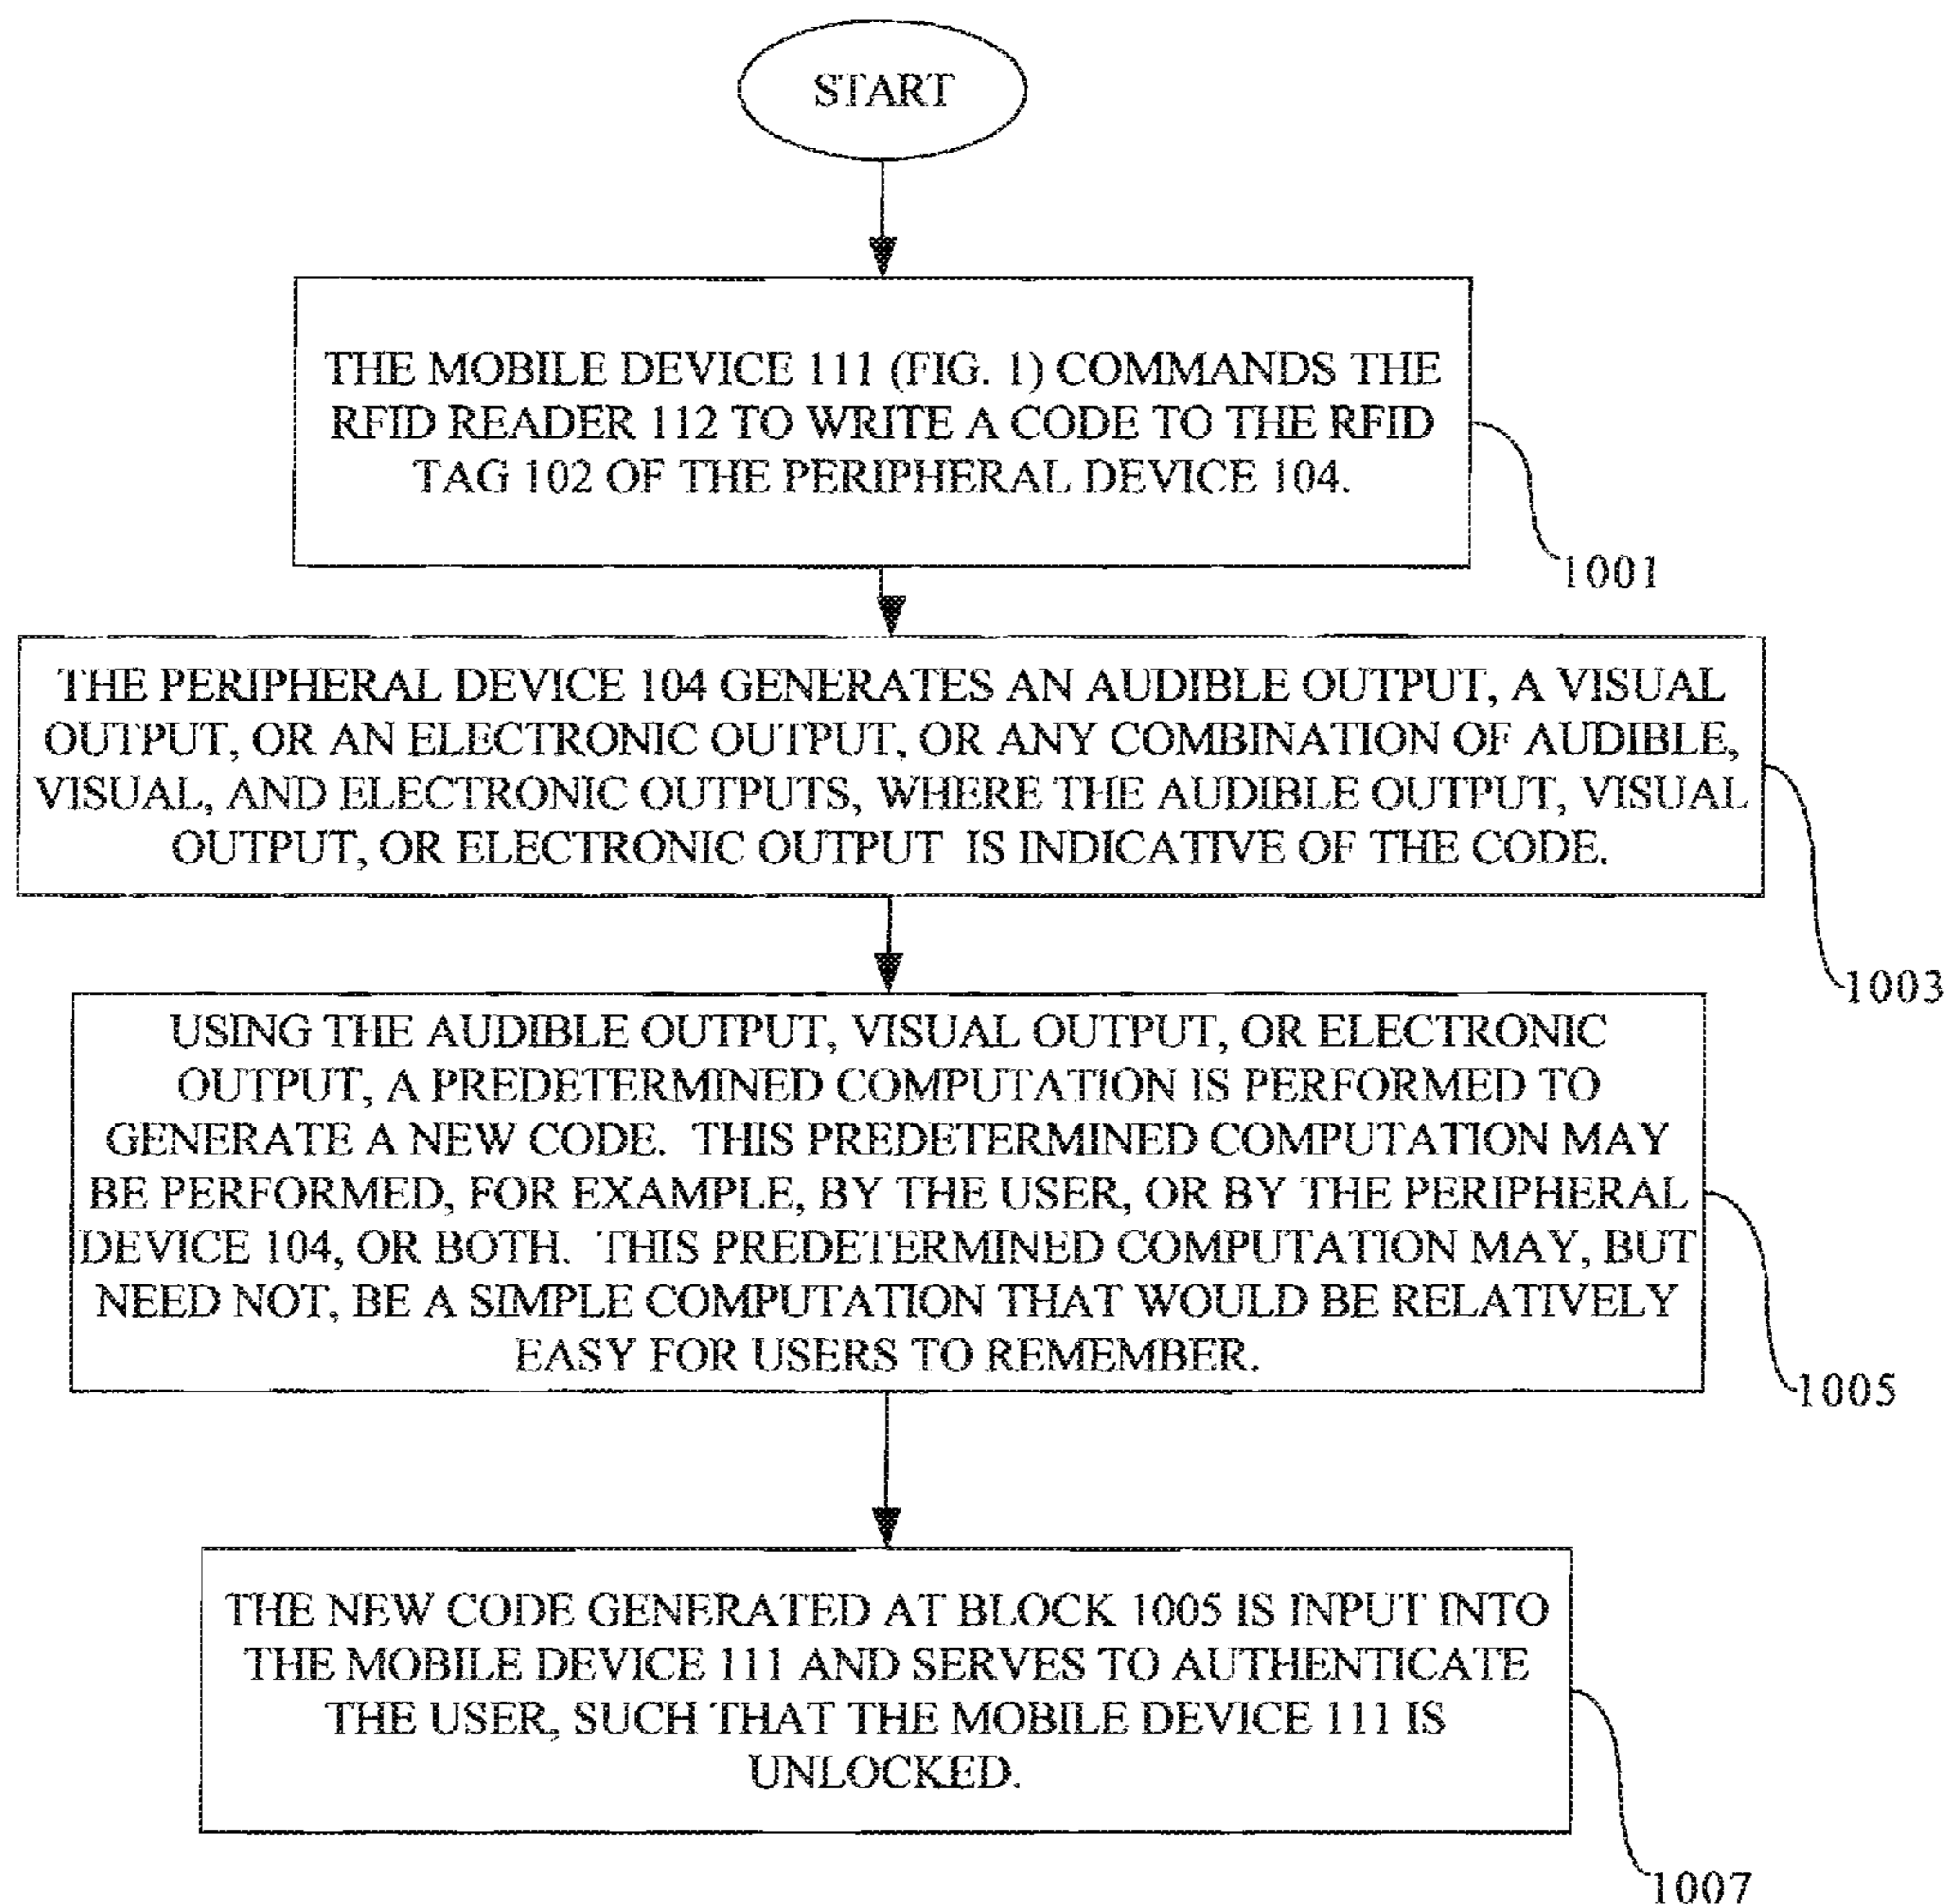 START
THE MOBILE DEVICE 111 (FIG. 1) COMMANDS THE
RFID READER 112 TO WRITE A CODE TO THE RFID
TAG 102 OF THE PERIPHERAL DEVICE 104.
1001
THE PERIPHERAL DEVICE 104 GENERATES AN AUDIBLE OUTPUT, A VISUAL
OUTPUT, OR AN ELECTRONIC OUTPUT, OR ANY COMBINATION OF AUDIBLE,
VISUAL, AND ELECTRONIC OUTPUTS, WHERE THE AUDIBLE OUTPUT, VISUAL
OUTPUT, OR ELECTRONIC OUTPUT IS INDICATIVE OF THE CODE.
1003
USING THE AUDIBLE OUTPUT, VISUAL OUTPUT, OR ELECTRONIC
OUTPUT, A PREDETERMINED COMPUTATION IS PERFORMED TO
GENERATE A NEW CODE. THIS PREDETERMINED COMPUTATION MAY
BE PERFORMED, FOR EXAMPLE, BY THE USER, OR BY THE PERIPHERAL
DEVICE 104, OR BOTH. THIS PREDETERMINED COMPUTATION MAY, BUT
NEED NOT, BE A SIMPLE COMPUTATION THAT WOULD BE RELATIVELY
EASY FOR USERS TO REMEMBER.
1005
THE NEW CODE GENERATED AT BLOCK 1005 IS INPUT INTO
THE MOBILE DEVICE 111 AND SERVES TO AUTHENTICATE
THE USER, SUCH THAT THE MOBILE DEVICE 111 IS
UNLOCKED.
1007